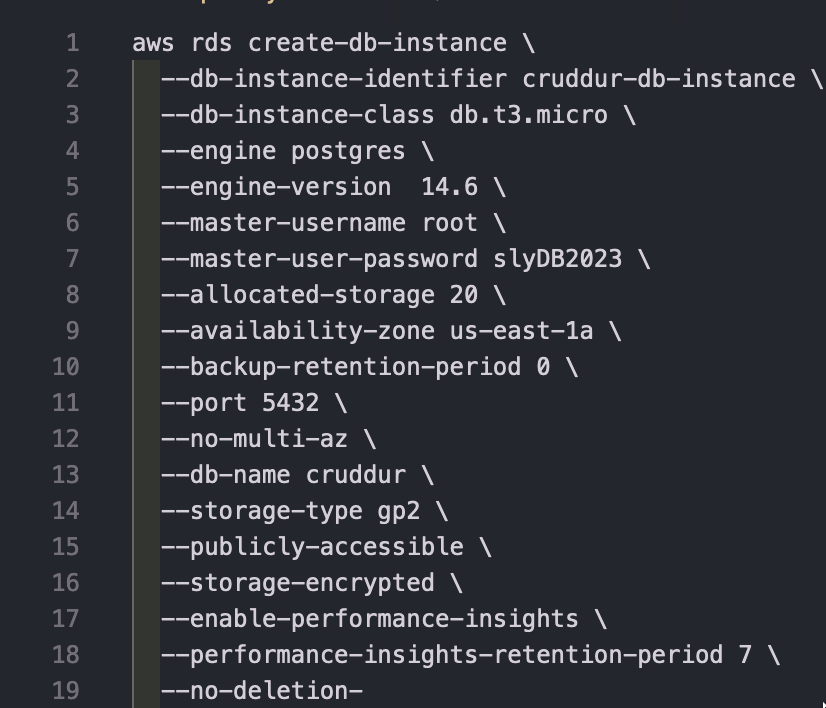 1 aws rds create-db-instance \
2 --db-instance-identifier cruddur-db-instance \
3 --db-instance-class db.t3.micro \
4 --engine postgres \
5 --engine-version  14.6 \
6 --master-username root \
7 --master-user-password slyDB2023 \
8 --allocated-storage 20 \
9 --availability-zone us-east-1a \
10 --backup-retention-period 0 \
11 --port 5432 \
12 --no-multi-az \
13 --db-name cruddur \
14 --storage-type gp2 \
15 --publicly-accessible \
16 --storage-encrypted \
17 --enable-performance-insights \
18 --performance-insights-retention-period 7 \
19 --no-deletion-